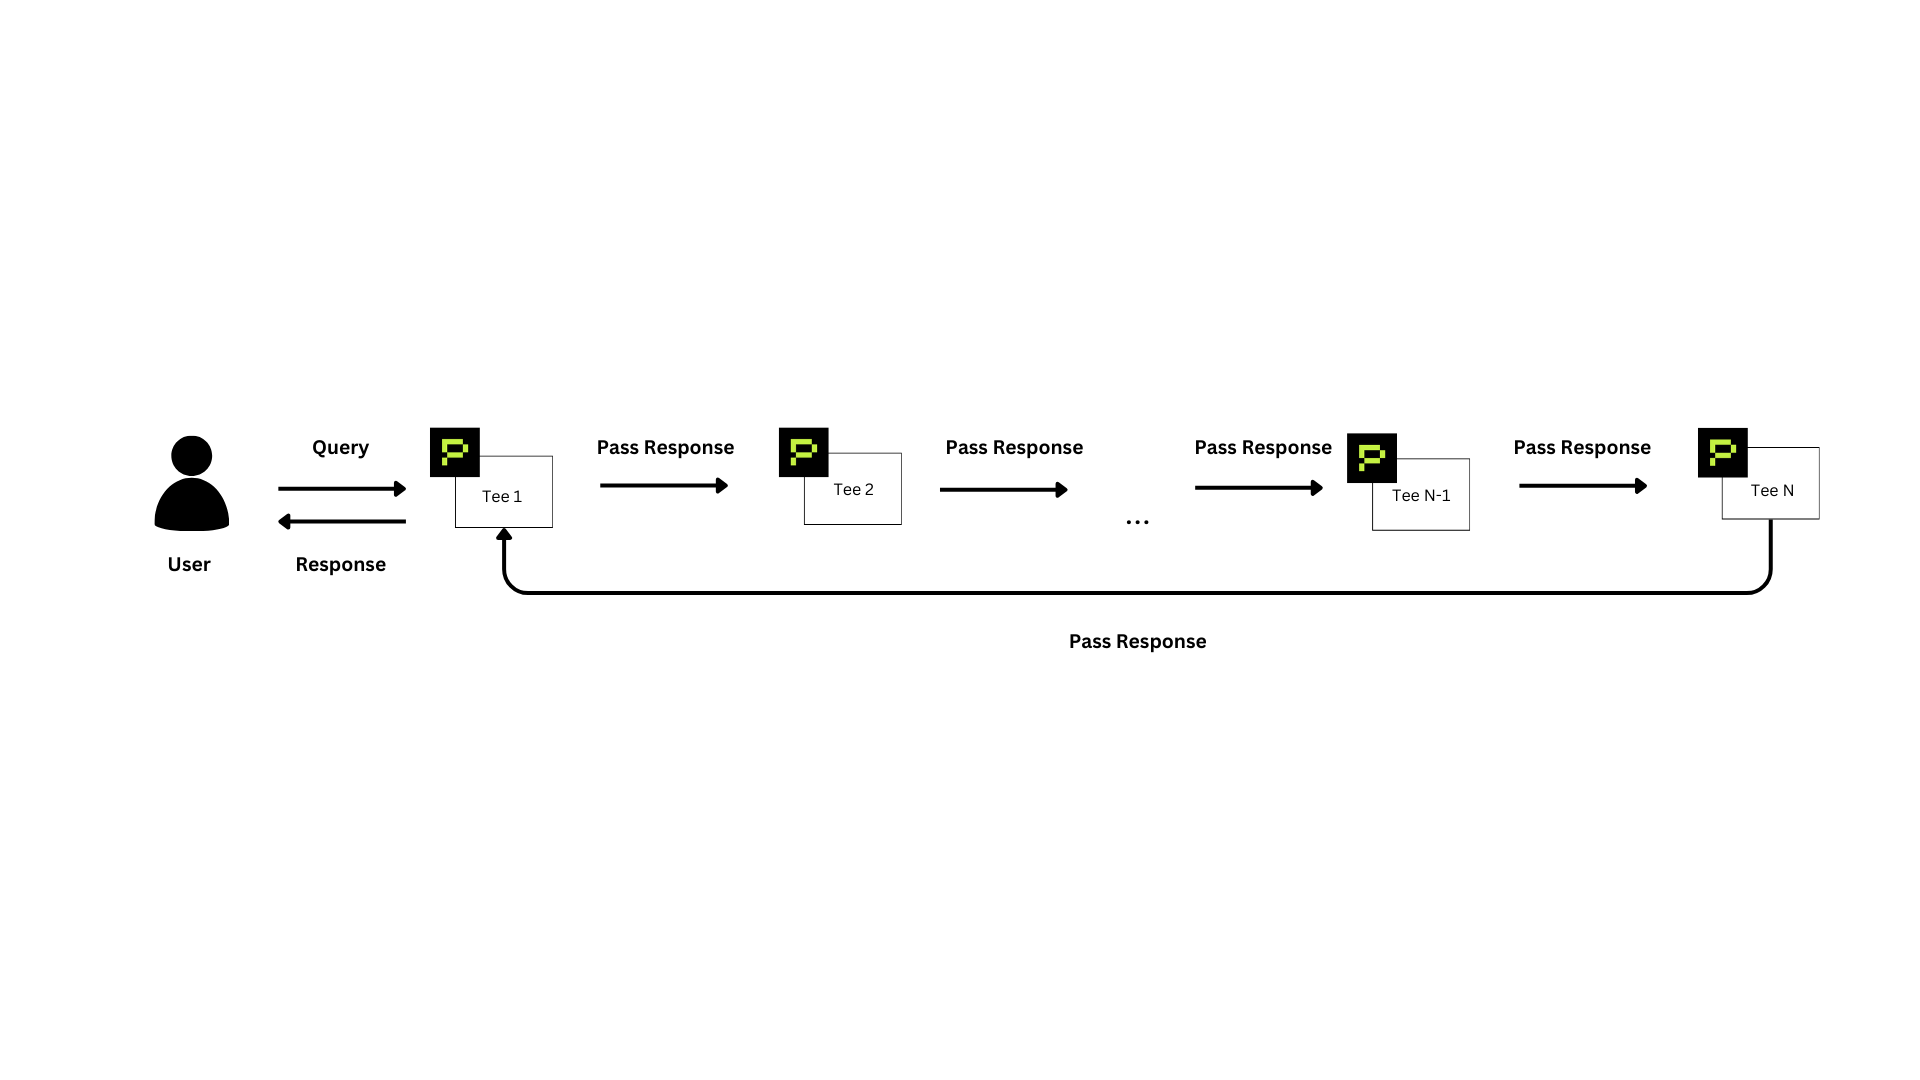 Query
Pass Response
Pass Response
Pass Response
Pass Response
Tee 1
Tee 2
...
Tee N-1
Tee N
User
Response
Pass Response